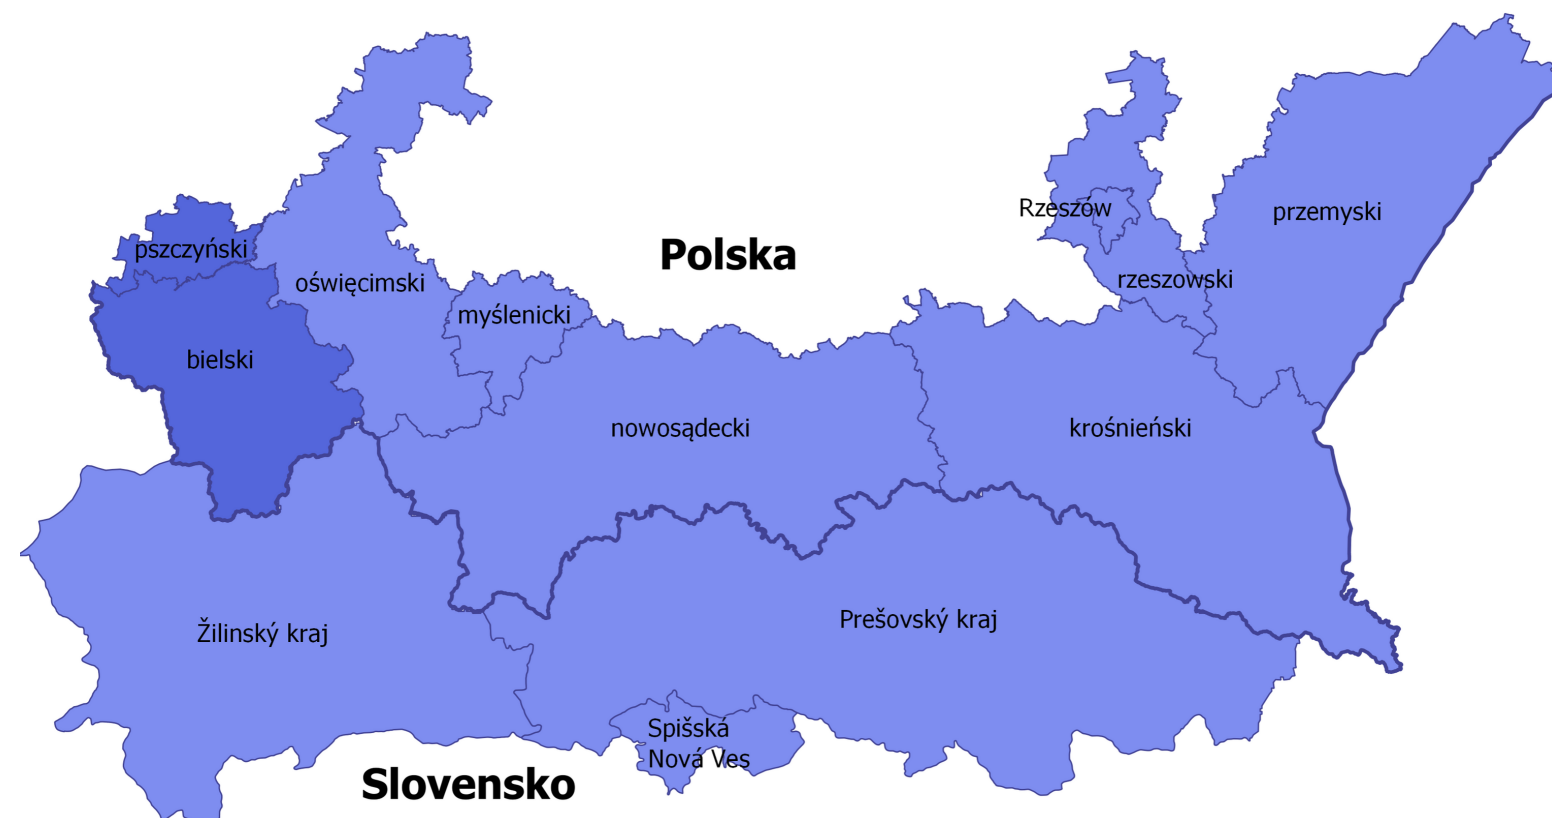 Rzeszów
przemyski
pszczyński
Polska
oświęcimski
rzeszowski
myślenicki
bielski
nowosądecki
krośnieński
Prešovský kraj
Žilinský kraj
Spišská
Nová Ves
Slovensko